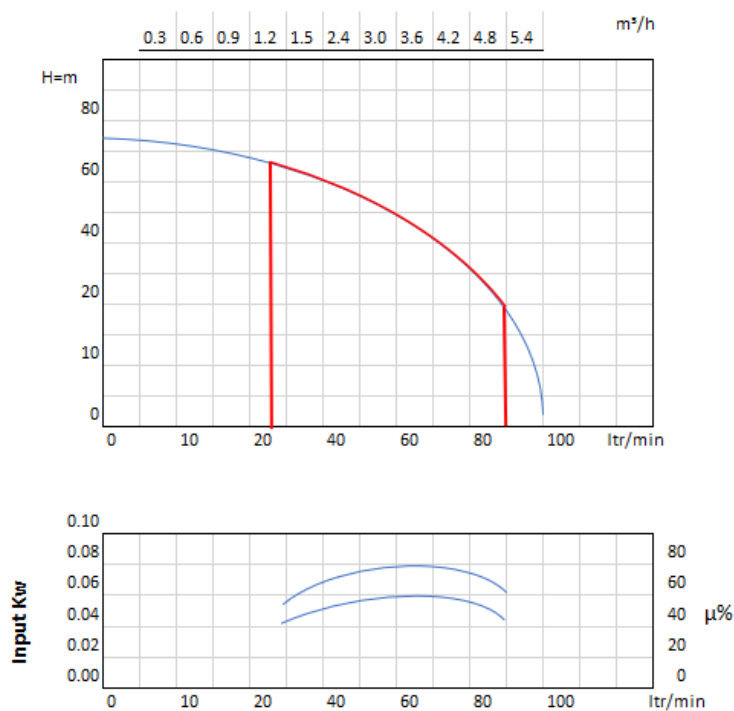 m³/h
0.3 0.6 0.9 1.2 1.5 2.4 3.0 3.6 4.2 4.8 5.4
H=m
80
60
40
20
10
0
0 10 20 40 60 80 100 ltr/min
0.10
0.08 80
0.06 60
0.04 40
0.02 20
0.00 0
Input Kw
μ%
0 10 20 40 60 80 100 ltr/min